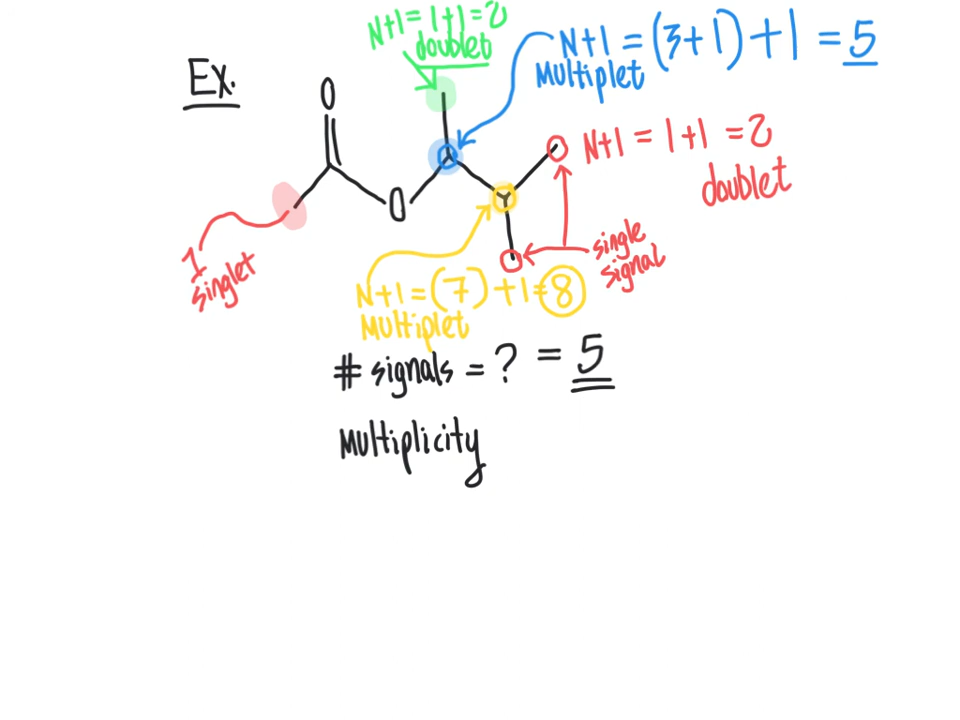 Ex.
O
O
N+1 = 1+1 = 2
doublet
N+1 = (3+1)+1 = 5
Multiplet
N+1 = 1+1 = 2
doublet
single
signal
1
singlet
N+1 = (7)+1 = 8
Multiplet
# signals = ? = 5
Multiplicity